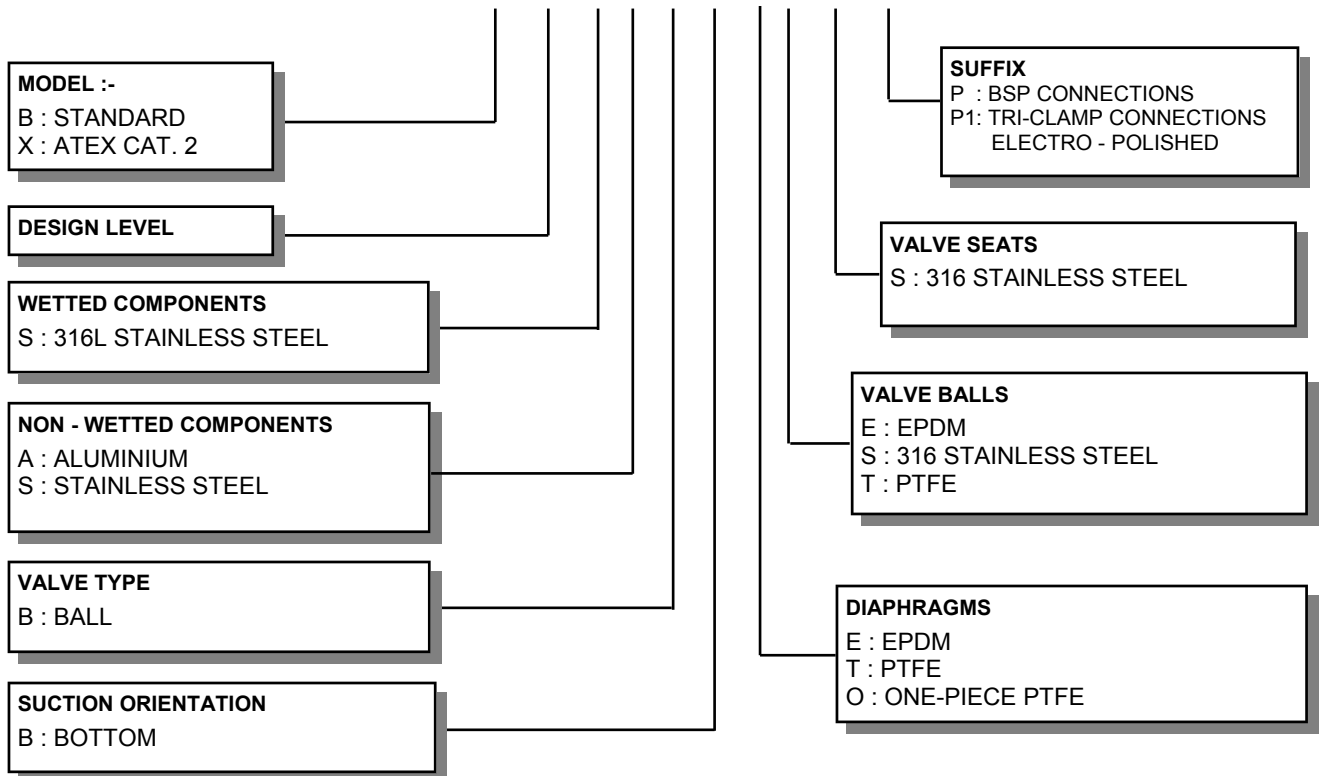 MODEL :-
B : STANDARD
X : ATEX CAT. 2
DESIGN LEVEL
WETTED COMPONENTS
S : 316L STAINLESS STEEL
NON - WETTED COMPONENTS
A : ALUMINIUM
S : STAINLESS STEEL
VALVE TYPE
B : BALL
SUCTION ORIENTATION
B : BOTTOM
SUFFIX
P : BSP CONNECTIONS
P1: TRI-CLAMP CONNECTIONS
ELECTRO - POLISHED
VALVE SEATS
S : 316 STAINLESS STEEL
VALVE BALLS
E : EPDM
S : 316 STAINLESS STEEL
T : PTFE
DIAPHRAGMS
E : EPDM
T : PTFE
O : ONE-PIECE PTFE